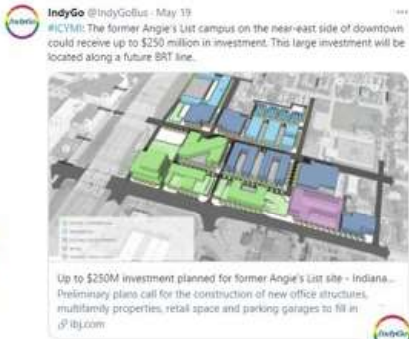 IndyGo @IndyGoBus · May 19
#ICYMI: The former Angie's List campus on the near-east side of downtown
could receive up to $250 million in investment. This large investment will be
located along a future BRT line.
Up to $250M investment planned for former Angie's List site - Indiana...
Preliminary plans call for the construction of new office structures,
multifamily properties, retail space and parking garages to fill in
ibj.com
IndyGo